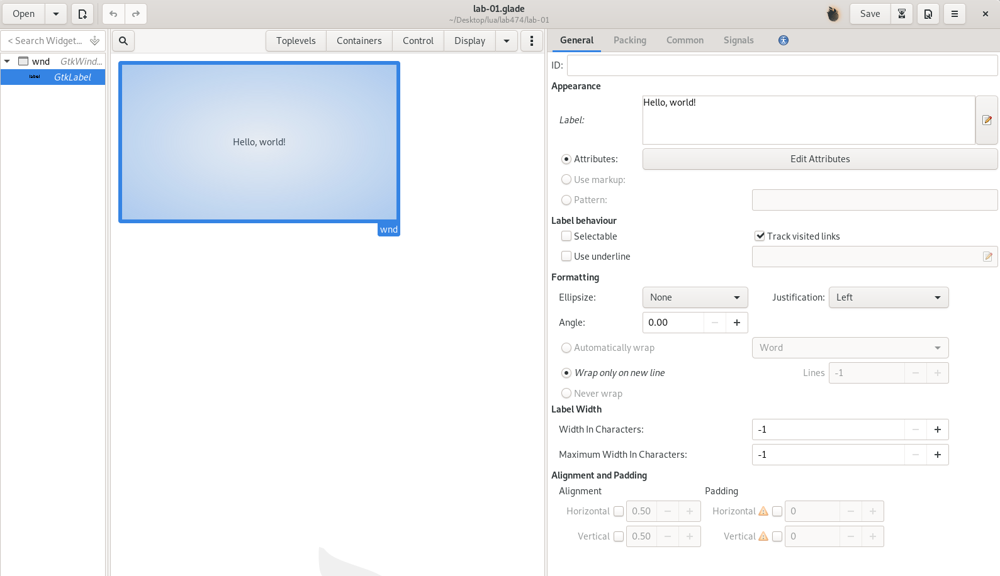 Open
lab-01.glade
~/Desktop/lua/lab474/lab-01
Save
< Search Widget...
Toplevels Containers Control Display
General Packing Common Signals
wnd GtkWind...
label GtkLabel
Hello, world!
wnd
ID:
Appearance
Label: Hello, world!
Attributes: Edit Attributes
Use markup:
Pattern:
Label behaviour
Selectable Track visited links
Use underline
Formatting
Ellipsize: None Justification: Left
Angle: 0.00
Automatically wrap Word
Wrap only on new line Lines -1
Never wrap
Label Width
Width In Characters: -1
Maximum Width In Characters: -1
Alignment and Padding
Alignment Padding
Horizontal 0.50 Horizontal 0
Vertical 0.50 Vertical 0